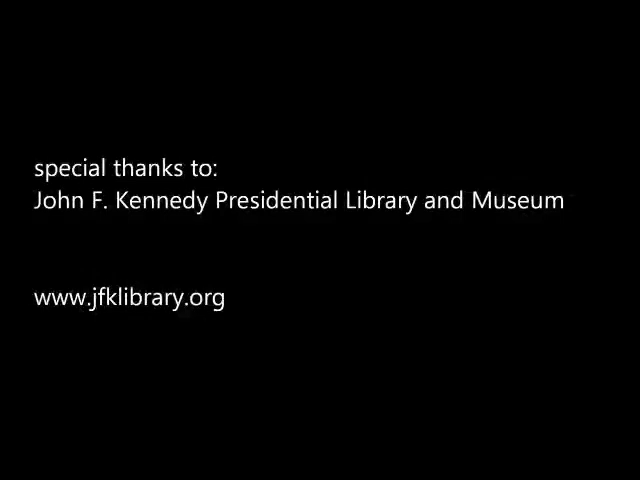 special thanks to:
John F. Kennedy Presidential Library and Museum
www.jfklibrary.org